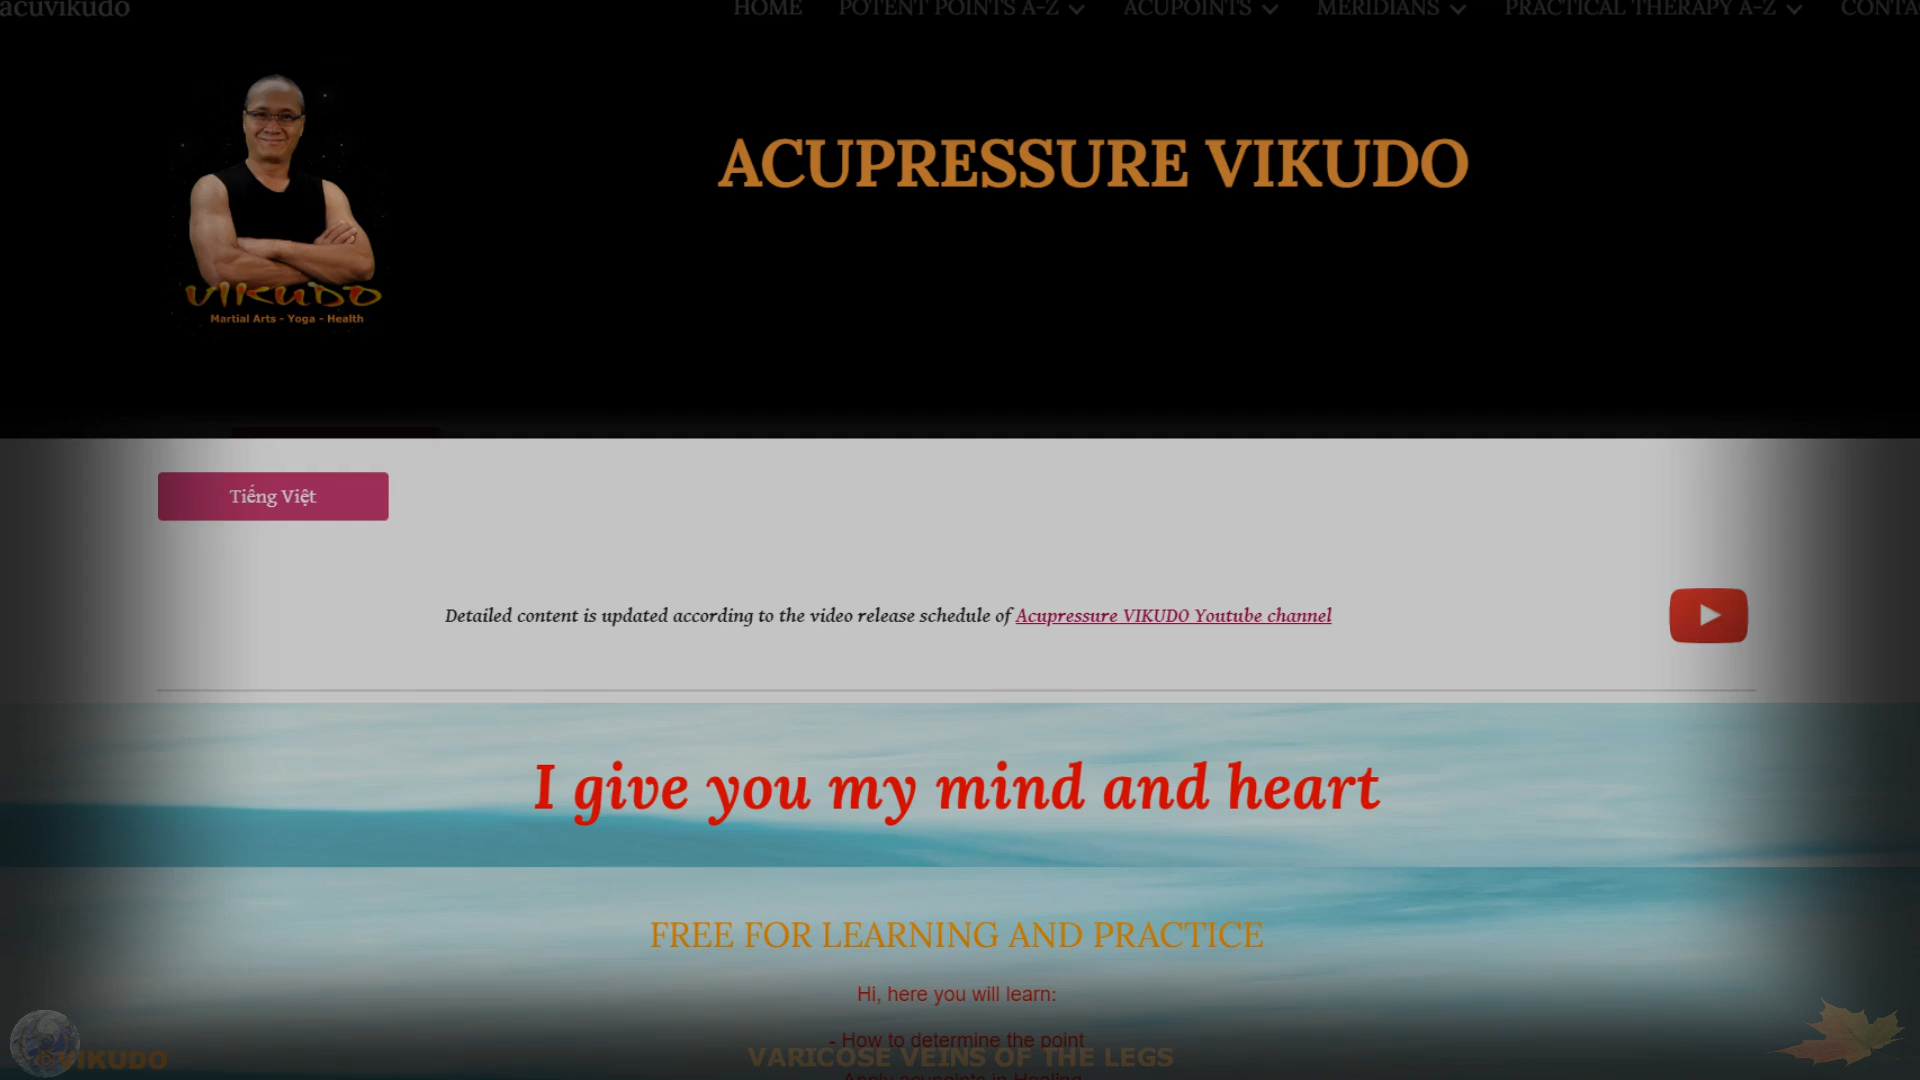 acuvikudo
HOME POTENT POINTS A-Z ACUPOINTS MERIDIANS PRACTICAL THERAPY A-Z
ACUPRESSURE VIKUDO
VIKUDO
Martial Arts - Yoga - Health
Tiếng Việt
Detailed content is updated according to the video release schedule of Acupressure VIKUDO Youtube channel
I give you my mind and heart
FREE FOR LEARNING AND PRACTICE
Hi, here you will learn:
- How to determine the point
VARICOSE VEINS OF THE LEGS
VIKUDO